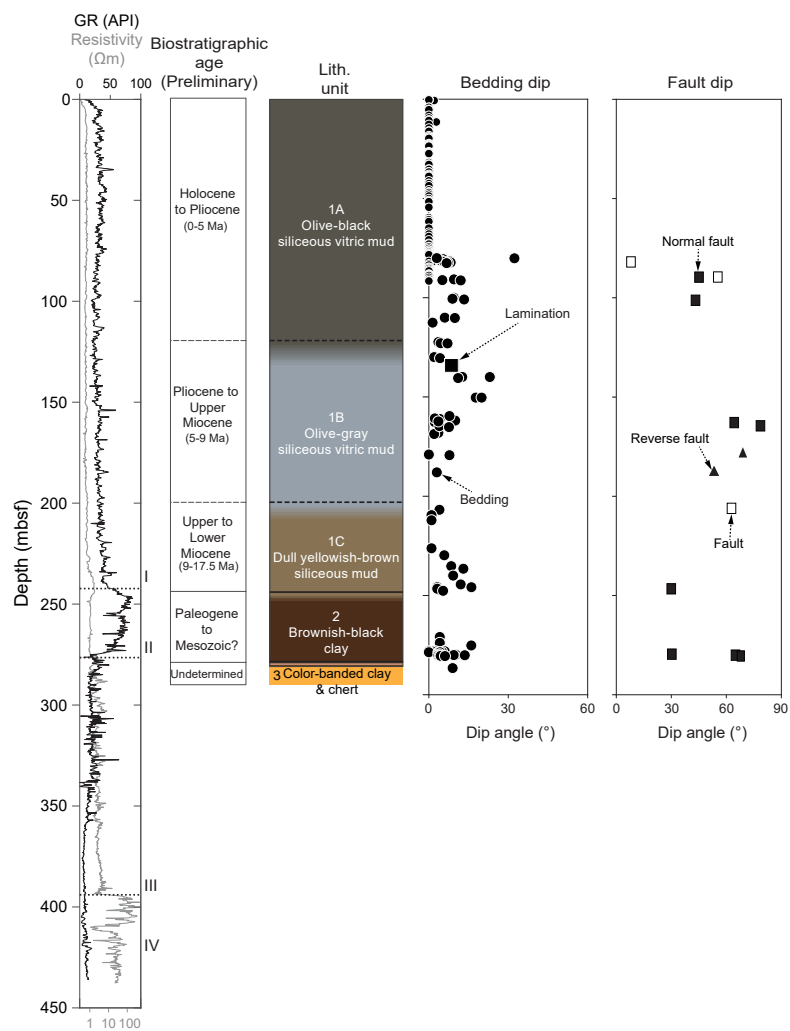 GR (API)
Resistivity
(Ωm)
0 50 100
Biostratigraphic
age
(Preliminary)
Lith.
unit
Bedding dip
Fault dip
Depth (mbsf)
0
50
100
150
200
250
300
350
400
450
1 10 100
I
II
III
IV
Holocene
to Pliocene
(0-5 Ma)
Pliocene to
Upper
Miocene
(5-9 Ma)
Upper to
Lower
Miocene
(9-17.5 Ma)
Paleogene
to
Mesozoic?
Undetermined
1A
Olive-black
siliceous vitric mud
1B
Olive-gray
siliceous vitric mud
1C
Dull yellowish-brown
siliceous mud
2
Brownish-black
clay
3 Color-banded clay
& chert
Lamination
Bedding
0 60
Dip angle (°)
Normal fault
Reverse fault
Fault
0 30 60 90
Dip angle (°)